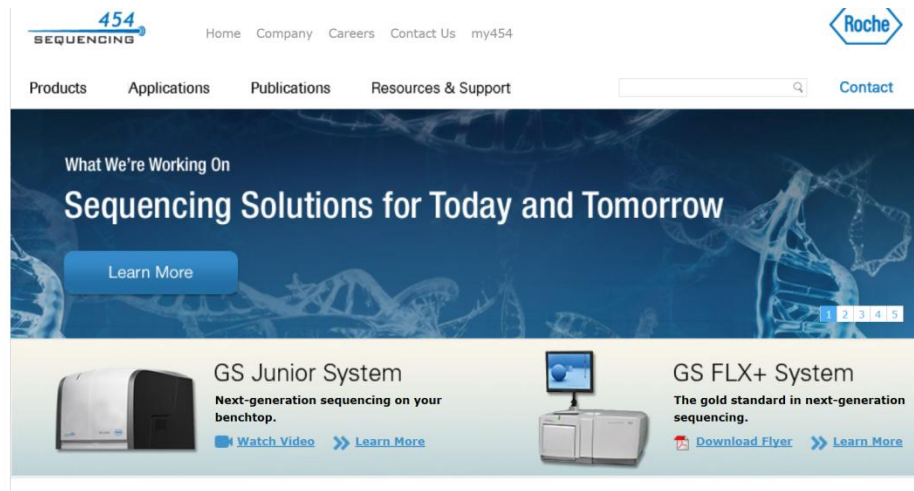 454
SEQUENCING
Home Company Careers Contact Us my454
Roche
Products Applications Publications Resources & Support
Contact
What We're Working On
Sequencing Solutions for Today and Tomorrow
Learn More
1 2 3 4 5
GS Junior System
Next-generation sequencing on your
benchtop.
Watch Video Learn More
GS FLX+ System
The gold standard in next-generation
sequencing.
Download Flyer Learn More